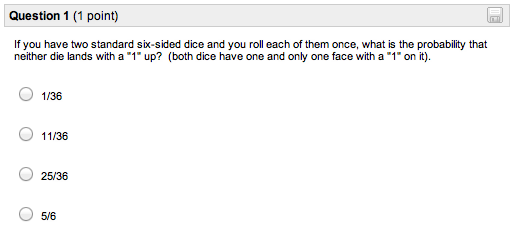 Question 1 (1 point)
If you have two standard six-sided dice and you roll each of them once, what is the probability that
neither die lands with a "1" up? (both dice have one and only one face with a "1" on it).
1/36
11/36
25/36
5/6